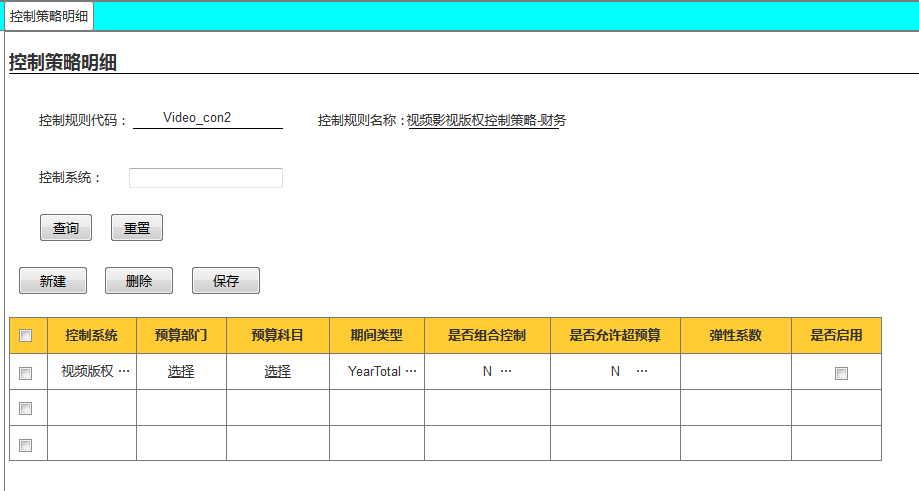 控制策略明细
控制策略明细
控制规则代码： Video_con2 控制规则名称：视频影视版权控制策略-财务
控制系统：
查询 重置
新建 删除 保存
控制系统 预算部门 预算科目 期间类型 是否组合控制 是否允许超预算 弹性系数 是否启用
视频版权 ··· 选择 选择 YearTotal ··· N ··· N ···